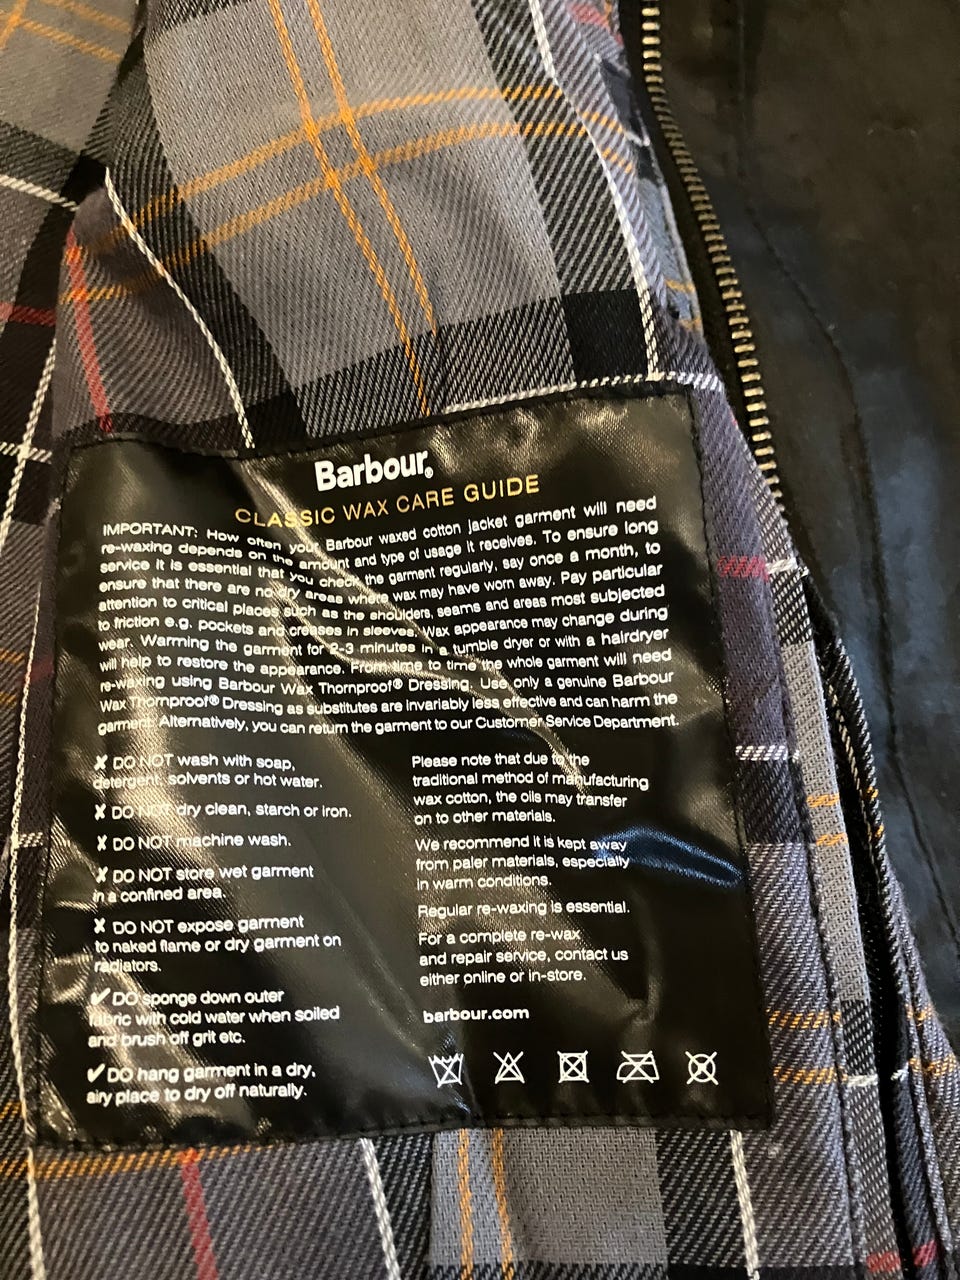 Barbour®
CLASSIC WAX CARE GUIDE
IMPORTANT: How often your Barbour waxed cotton jacket garment will need
re-waxing depends on the amount and type of usage it receives. To ensure long
service it is essential that you check the garment regularly, say once a month, to
ensure that there are no dry areas where wax may have worn away. Pay particular
attention to critical places such as the shoulders, seams and areas most subjected
to friction e.g. pockets and creases in sleeves. Wax appearance may change during
wear. Warming the garment for 2-3 minutes in a tumble dryer or with a hairdryer
will help to restore the appearance. From time to time the whole garment will need
re-waxing using Barbour Wax Thornproof® Dressing. Use only a genuine Barbour
Wax Thornproof® Dressing as substitutes are invariably less effective and can harm the
garment. Alternatively, you can return the garment to our Customer Service Department.
✘ DO NOT wash with soap,
detergent, solvents or hot water.
✘ DO NOT dry clean, starch or iron.
✘ DO NOT machine wash.
✘ DO NOT store wet garment
in a confined area.
✘ DO NOT expose garment
to naked flame or dry garment on
radiators.
✔ DO sponge down outer
fabric with cold water when soiled
and brush off grit etc.
✔ DO hang garment in a dry,
airy place to dry off naturally.
Please note that due to the
traditional method of manufacturing
wax cotton, the oils may transfer
on to other materials.
We recommend it is kept away
from paler materials, especially
in warm conditions.
Regular re-waxing is essential.
For a complete re-wax
and repair service, contact us
either online or in-store.
barbour.com